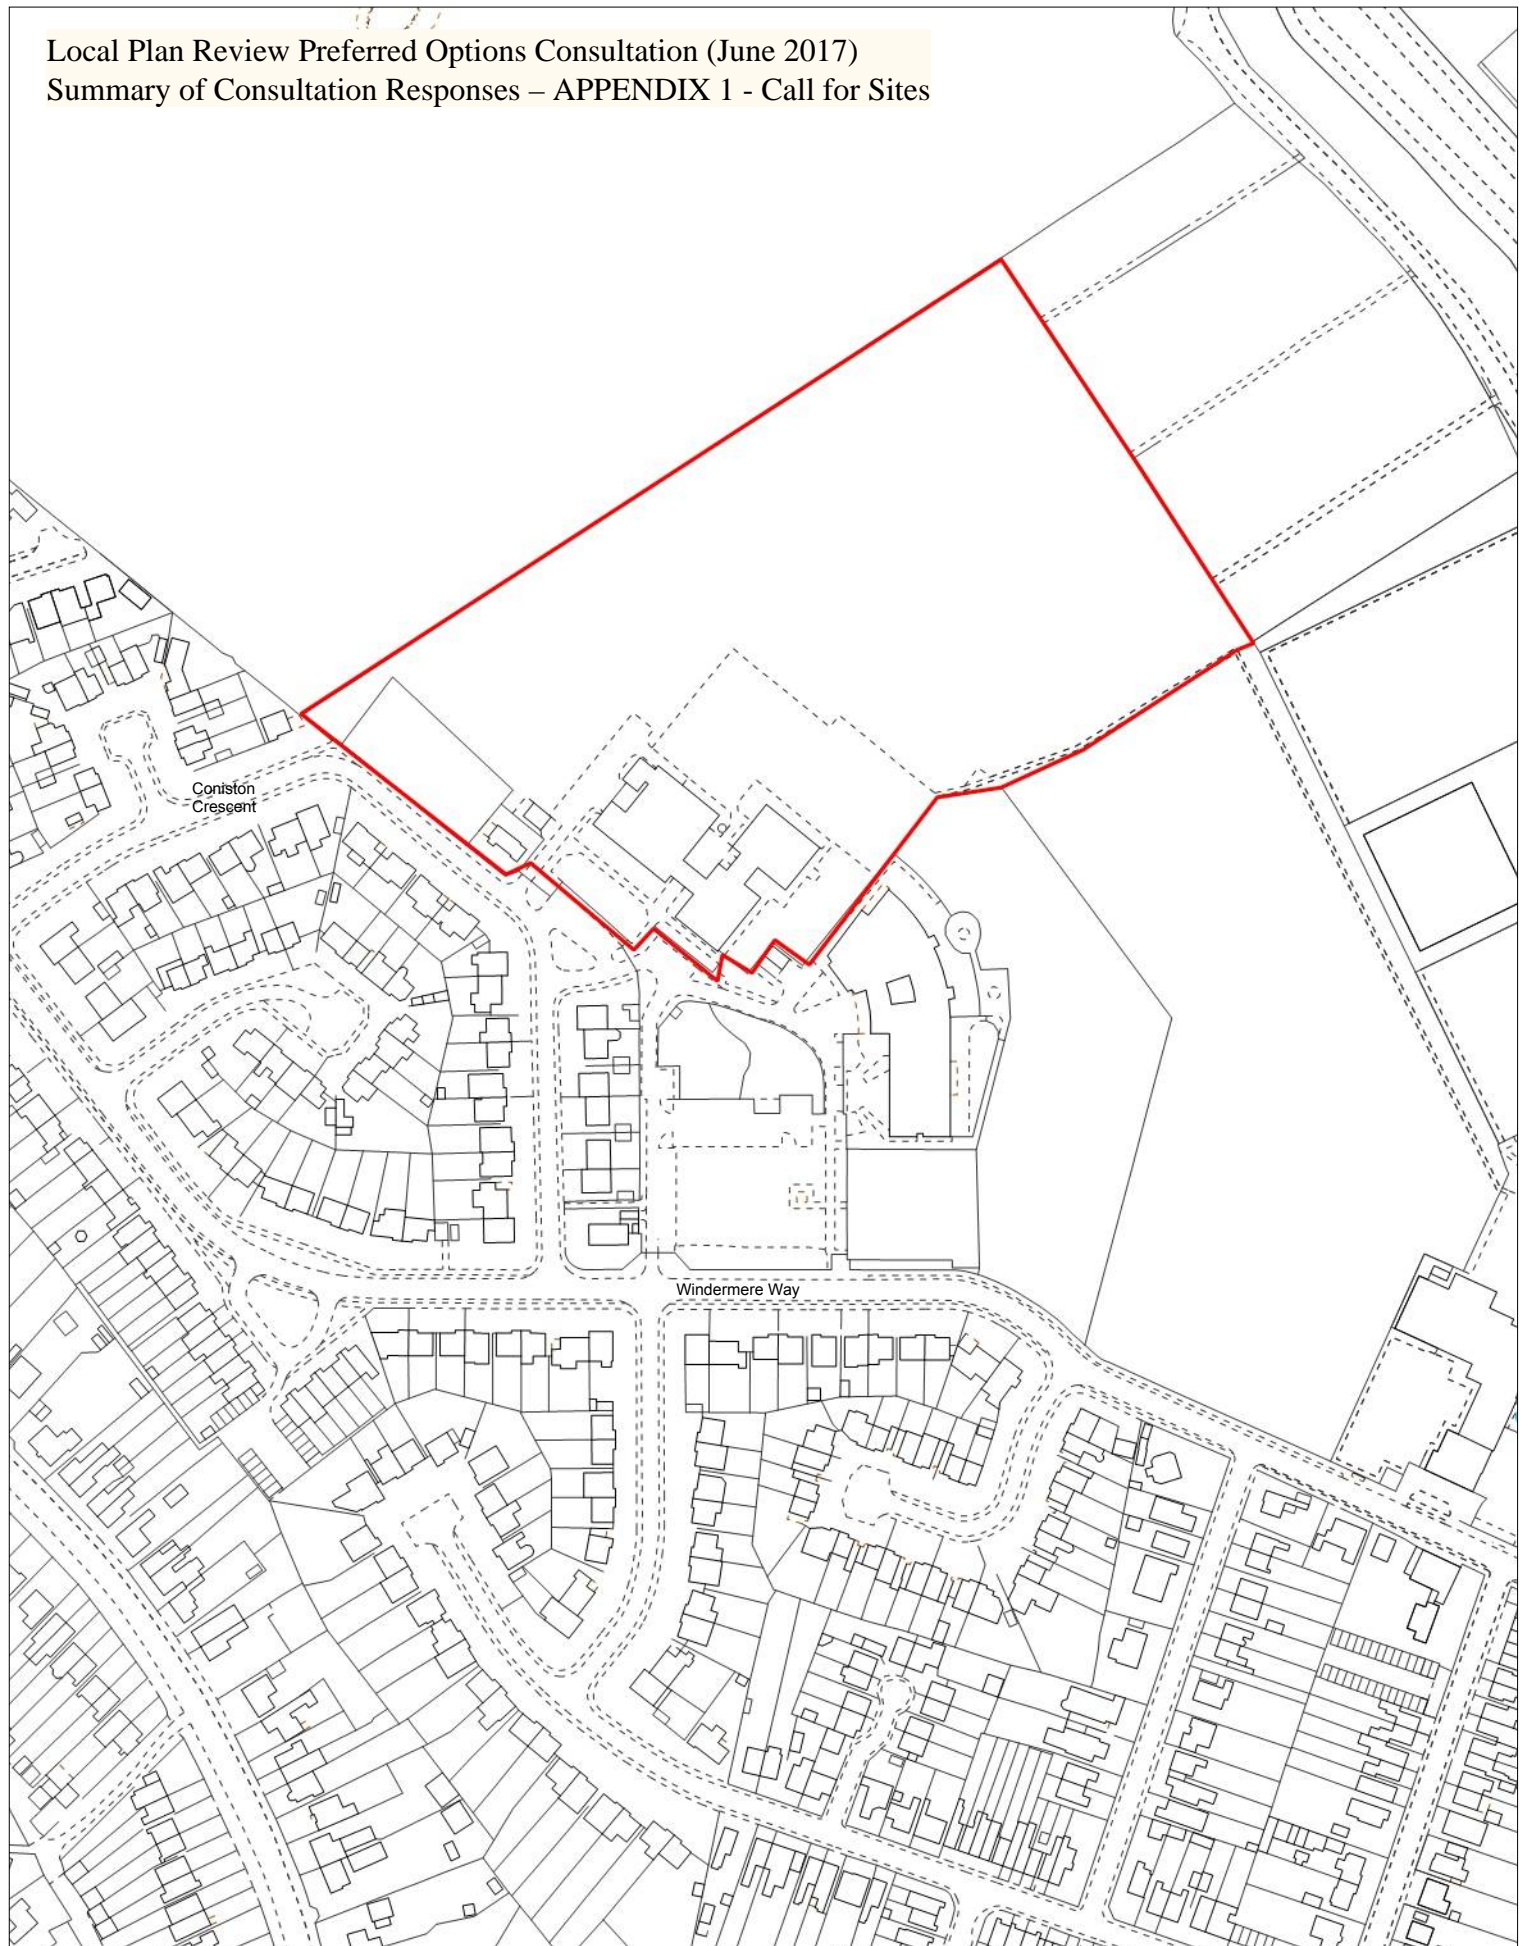 Local Plan Review Preferred Options Consultation (June 2017)
Summary of Consultation Responses – APPENDIX 1 - Call for Sites
Coniston
Crescent
Windermere Way